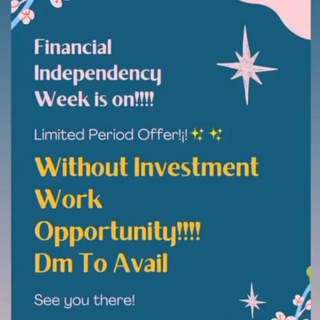 Financial
Independency
Week is on!!!!
Limited Period Offer!¡!✨✨
Without Investment
Work
Opportunity!!!!
Dm To Avail
See you there!